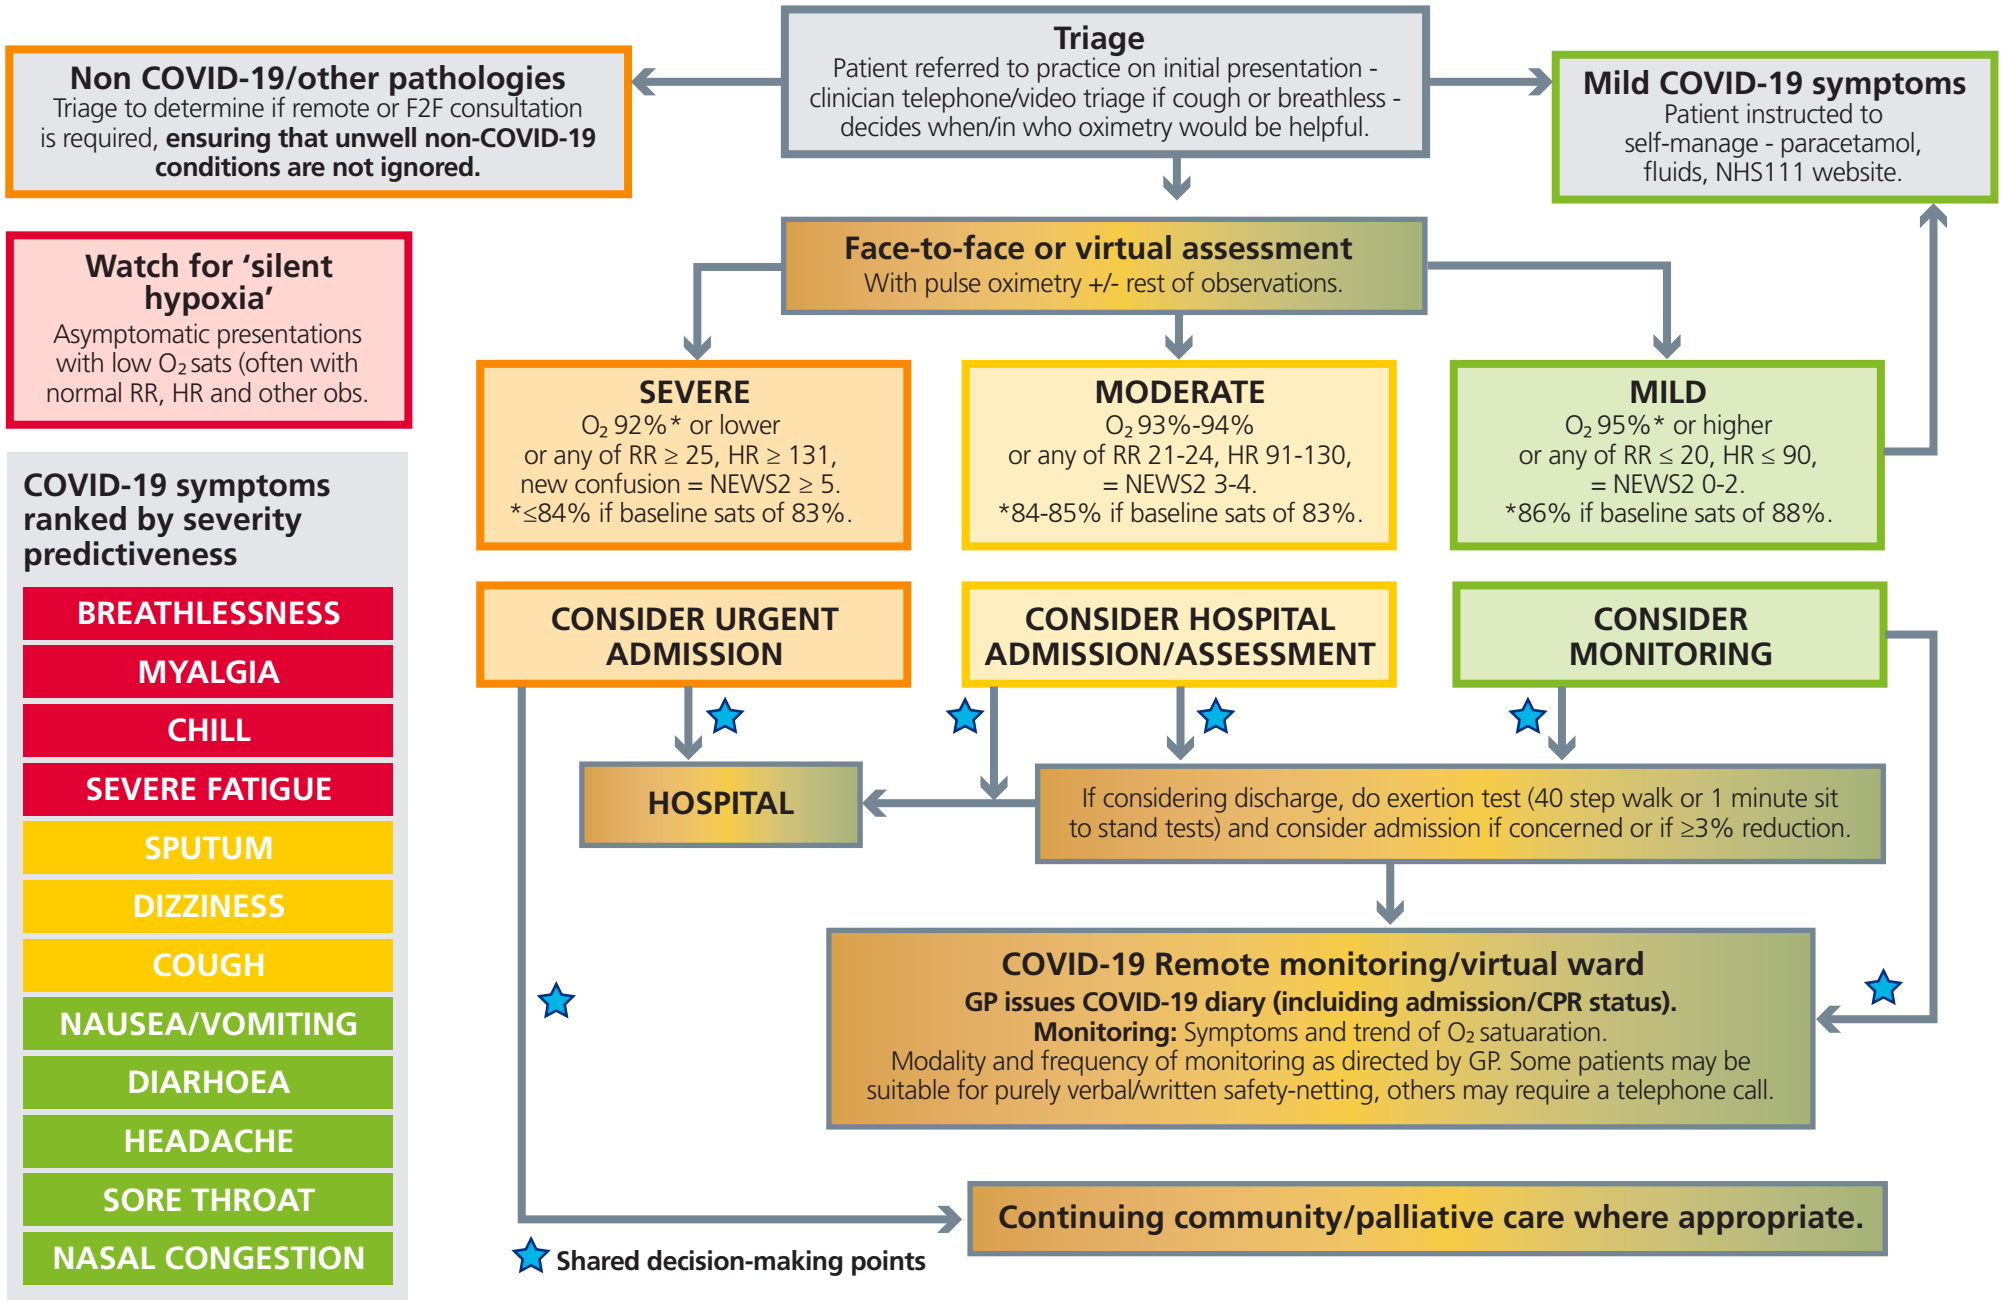 Triage
Patient referred to practice on initial presentation -
clinician telephone/video triage if cough or breathless -
decides when/in who oximetry would be helpful.
Non COVID-19/other pathologies
Triage to determine if remote or F2F consultation
is required, ensuring that unwell non-COVID-19
conditions are not ignored.
Mild COVID-19 symptoms
Patient instructed to
self-manage - paracetamol,
fluids, NHS111 website.
Face-to-face or virtual assessment
With pulse oximetry +/- rest of observations.
Watch for ‘silent
hypoxia’
Asymptomatic presentations
with low O₂ sats (often with
normal RR, HR and other obs.
SEVERE
O₂ 92%* or lower
or any of RR ≥ 25, HR ≥ 131,
new confusion = NEWS2 ≥ 5.
*≤84% if baseline sats of 83%.
MODERATE
O₂ 93%-94%
or any of RR 21-24, HR 91-130,
= NEWS2 3-4.
*84-85% if baseline sats of 83%.
MILD
O₂ 95%* or higher
or any of RR ≤ 20, HR ≤ 90,
= NEWS2 0-2.
*86% if baseline sats of 88%.
COVID-19 symptoms
ranked by severity
predictiveness
BREATHLESSNESS
MYALGIA
CHILL
SEVERE FATIGUE
SPUTUM
DIZZINESS
COUGH
NAUSEA/VOMITING
DIARHOEA
HEADACHE
SORE THROAT
NASAL CONGESTION
CONSIDER URGENT
ADMISSION
CONSIDER HOSPITAL
ADMISSION/ASSESSMENT
CONSIDER
MONITORING
HOSPITAL
If considering discharge, do exertion test (40 step walk or 1 minute sit
to stand tests) and consider admission if concerned or if ≥3% reduction.
COVID-19 Remote monitoring/virtual ward
GP issues COVID-19 diary (incluiding admission/CPR status).
Monitoring: Symptoms and trend of O₂ satuaration.
Modality and frequency of monitoring as directed by GP. Some patients may be
suitable for purely verbal/written safety-netting, others may require a telephone call.
Continuing community/palliative care where appropriate.
Shared decision-making points